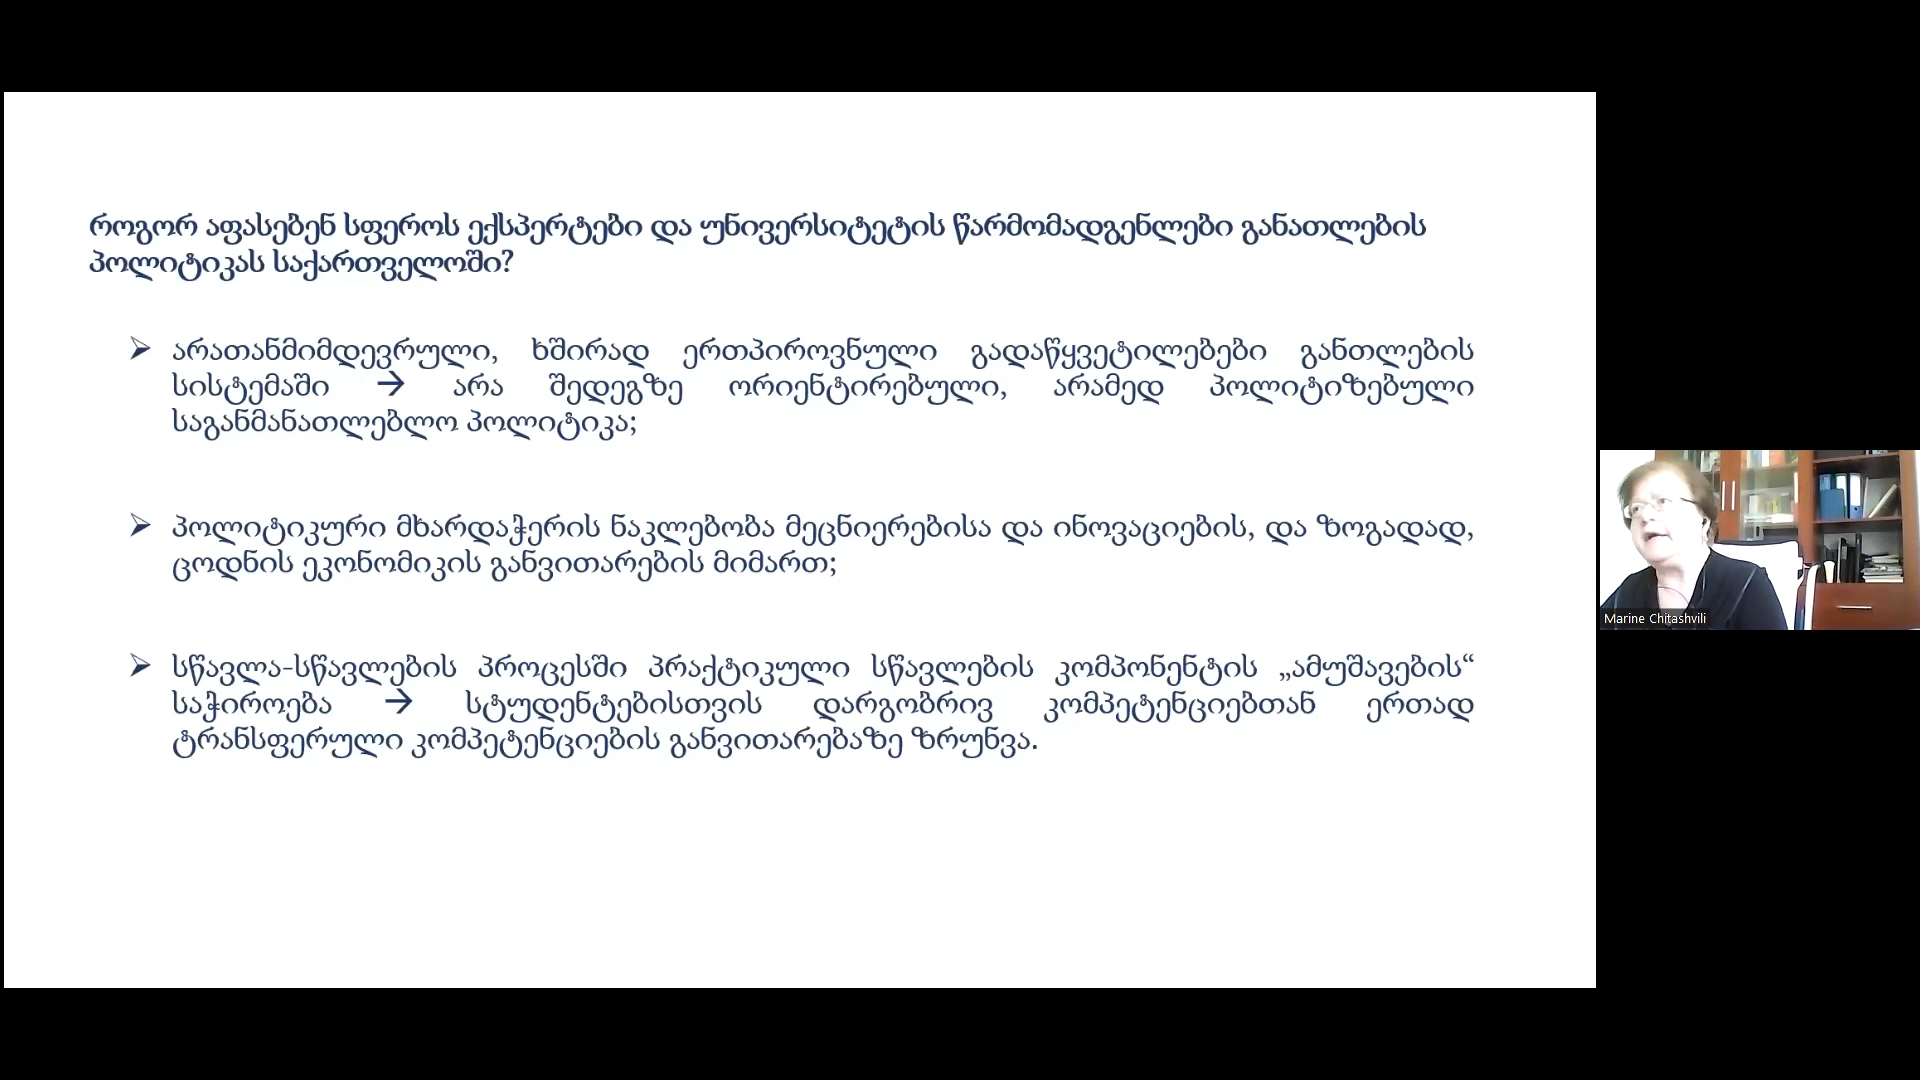 როგორ აფასებენ სფეროს ექსპერტები და უნივერსიტეტის წარმომადგენლები განათლების
პოლიტიკას საქართველოში?
არათანმიმდევრული, ხშირად ერთპიროვნული გადაწყვეტილებები განთლების
სისტემაში → არა შედეგზე ორიენტირებული, არამედ პოლიტიზებული
საგანმანათლებლო პოლიტიკა;
პოლიტიკური მხარდაჭერის ნაკლებობა მეცნიერებისა და ინოვაციების, და ზოგადად,
ცოდნის ეკონომიკის განვითარების მიმართ;
სწავლა-სწავლების პროცესში პრაქტიკული სწავლების კომპონენტის „ამუშავების“
საჭიროება → სტუდენტებისთვის დარგობრივ კომპეტენციებთან ერთად
ტრანსფერული კომპეტენციების განვითარებაზე ზრუნვა.
Marine Chitashvili